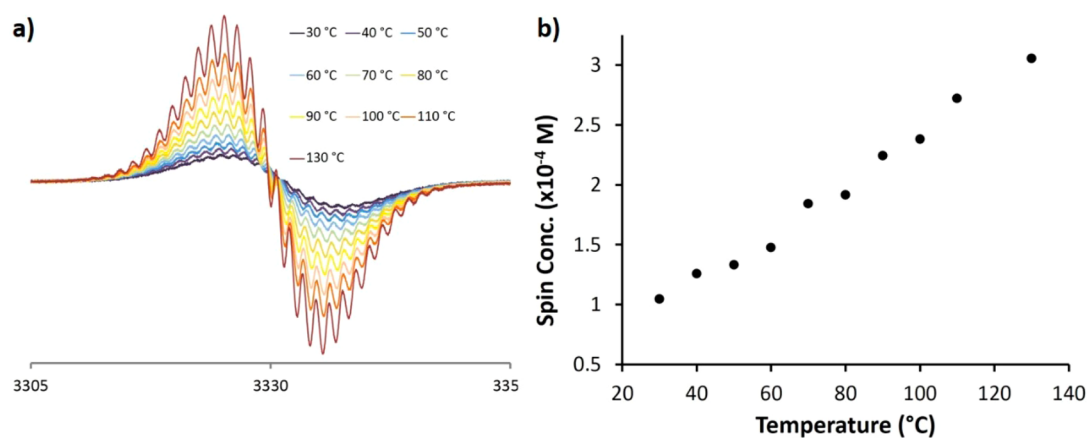 a)
30 °C 40 °C 50 °C
60 °C 70 °C 80 °C
90 °C 100 °C 110 °C
130 °C
3305 3330 335
b)
Spin Conc. (x10⁻⁴ M)
3
2.5
2
1.5
1
0.5
20 40 60 80 100 120 140
Temperature (°C)